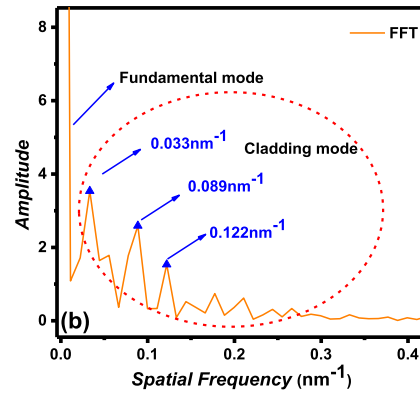 8
6
4
2
0
Amplitude
FFT
Fundamental mode
0.033nm⁻¹
Cladding mode
0.089nm⁻¹
0.122nm⁻¹
(b)
0.0 0.1 0.2 0.3 0.4
Spatial Frequency (nm⁻¹)